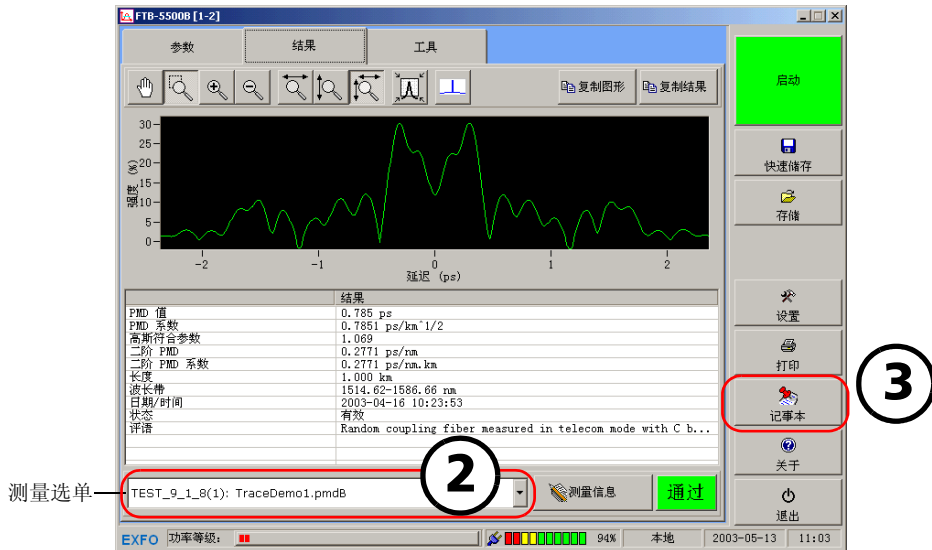 FTB-5500B [1-2]
参数 结果 工具
复制图形 复制结果
启动
快速储存
存储
设置
打印
记事本
关于
退出
3
强度 (%)
30
25
20
15
10
5
0
-2 -1 0 1 2
延迟 (ps)
结果
PMD 值 0.785 ps
PMD 系数 0.7851 ps/km^1/2
高斯符合参数 1.069
二阶 PMD 0.2771 ps/nm
二阶 PMD 系数 0.2771 ps/nm.km
长度 1.000 km
波长带 1514.62-1586.66 nm
日期/时间 2003-04-16 10:23:53
状态 有效
评语 Random coupling fiber measured in telecom mode with C b...
2
测量选单
TEST_9_1_8(1): TraceDemo1.pmdB
测量信息
通过
EXFO 功率等级: 94% 本地 2003-05-13 11:03